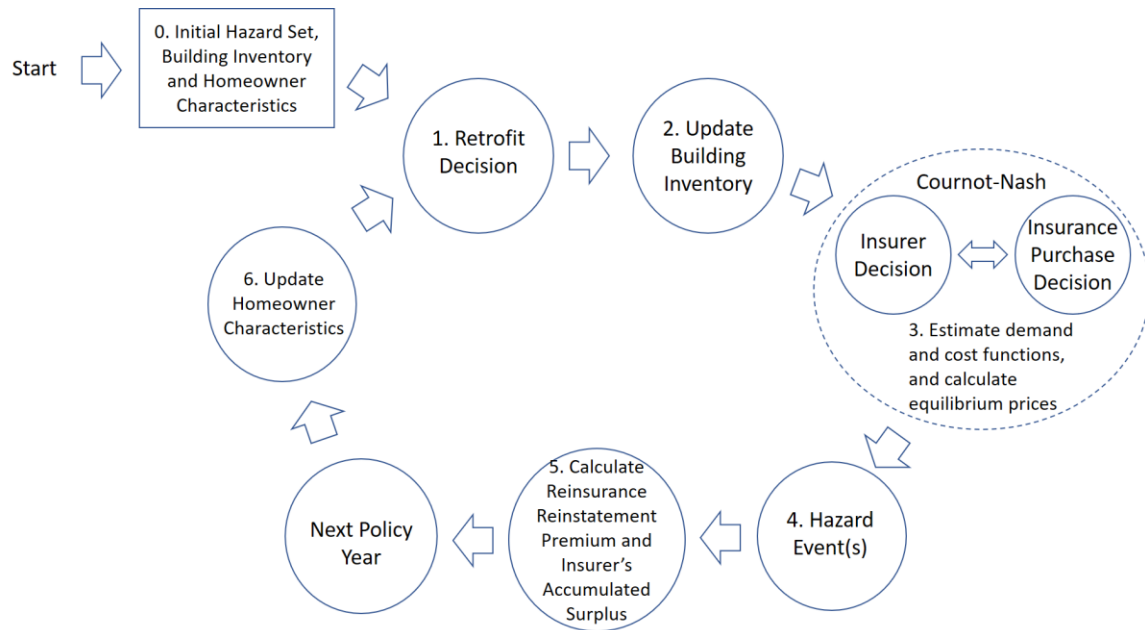 Start
0. Initial Hazard Set,
Building Inventory
and Homeowner
Characteristics
1. Retrofit
Decision
2. Update
Building
Inventory
Cournot-Nash
Insurer
Decision
Insurance
Purchase
Decision
3. Estimate demand
and cost functions,
and calculate
equilibrium prices
4. Hazard
Event(s)
5. Calculate
Reinsurance
Reinstatement
Premium and
Insurer’s
Accumulated
Surplus
Next Policy
Year
6. Update
Homeowner
Characteristics